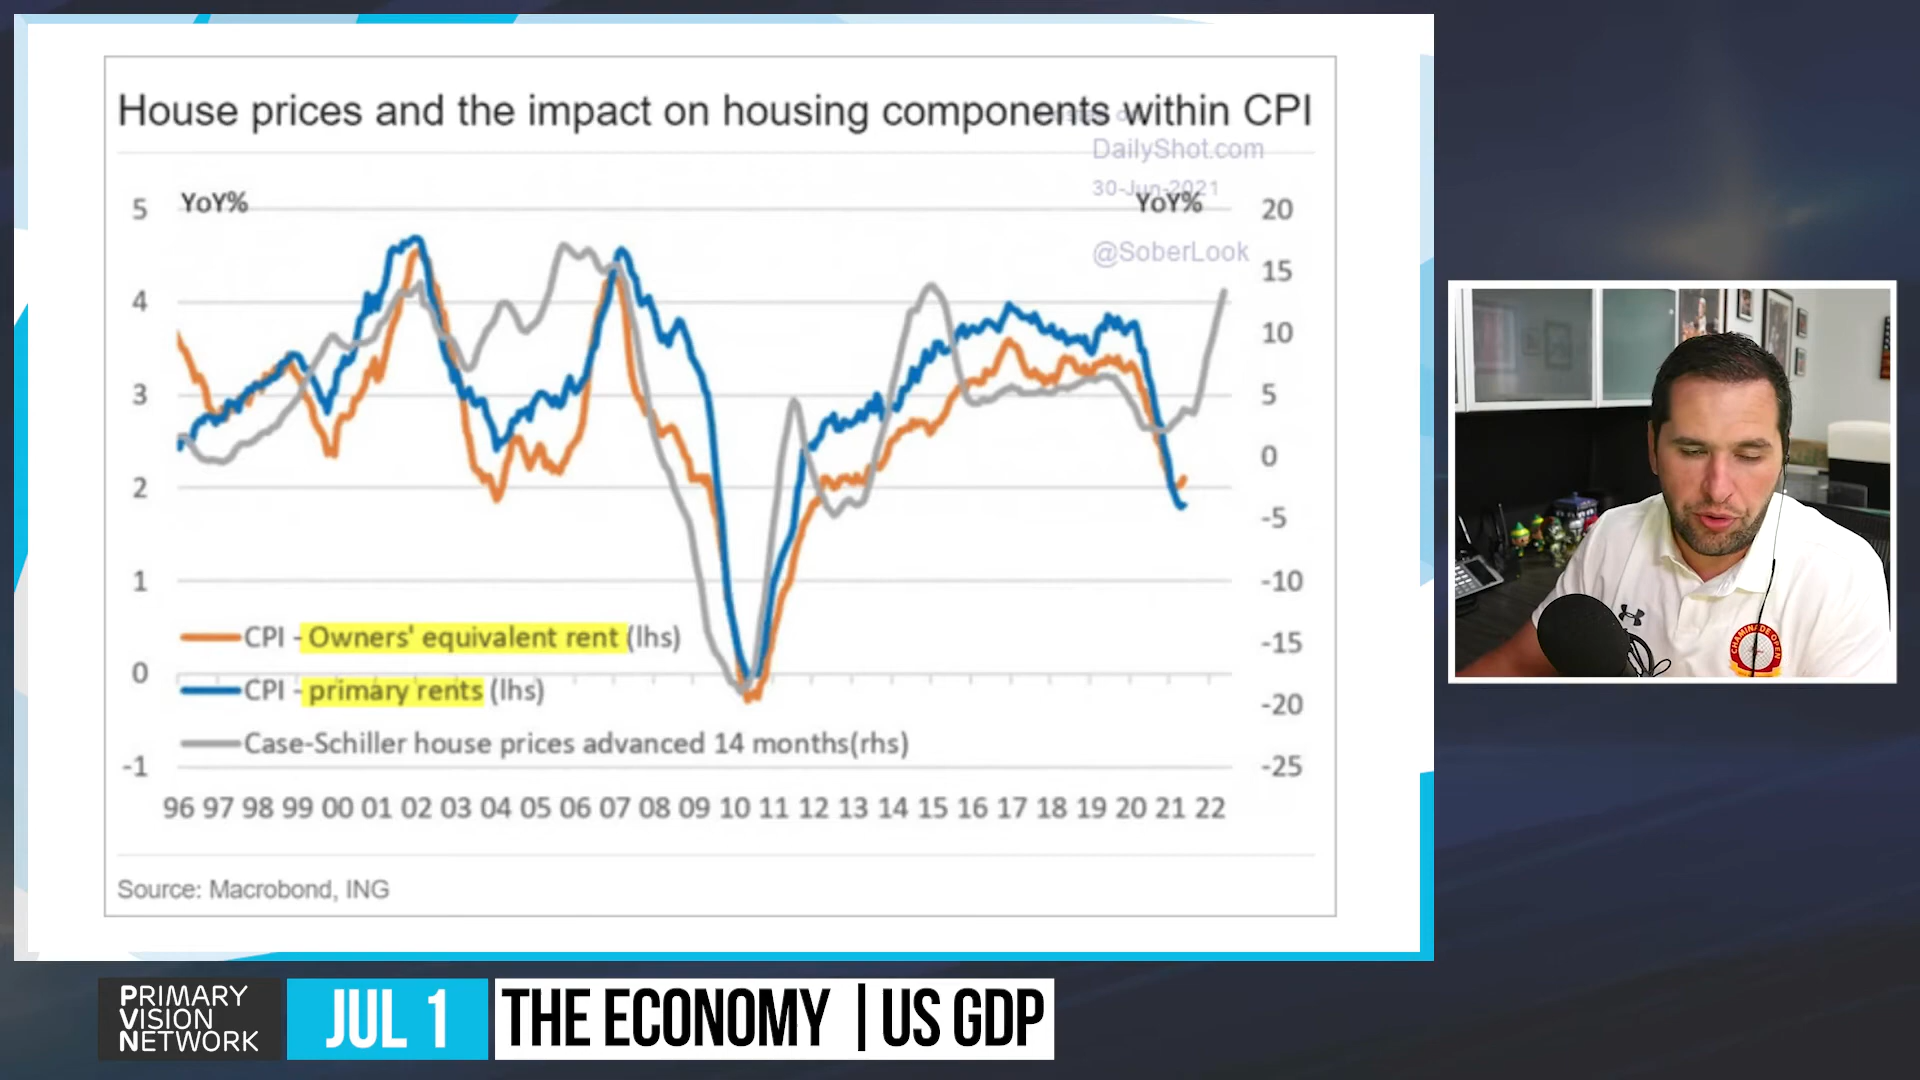 House prices and the impact on housing components within CPI
DailyShot.com
30-Jun-2021
@SoberLook
YoY%
YoY%
5
4
3
2
1
0
-1
20
15
10
5
0
-5
-10
-15
-20
-25
CPI - Owners' equivalent rent (lhs)
CPI - primary rents (lhs)
Case-Schiller house prices advanced 14 months(rhs)
96 97 98 99 00 01 02 03 04 05 06 07 08 09 10 11 12 13 14 15 16 17 18 19 20 21 22
Source: Macrobond, ING
CHAMINADE OPEN
PRIMARY
VISION
NETWORK
JUL 1
THE ECONOMY | US GDP